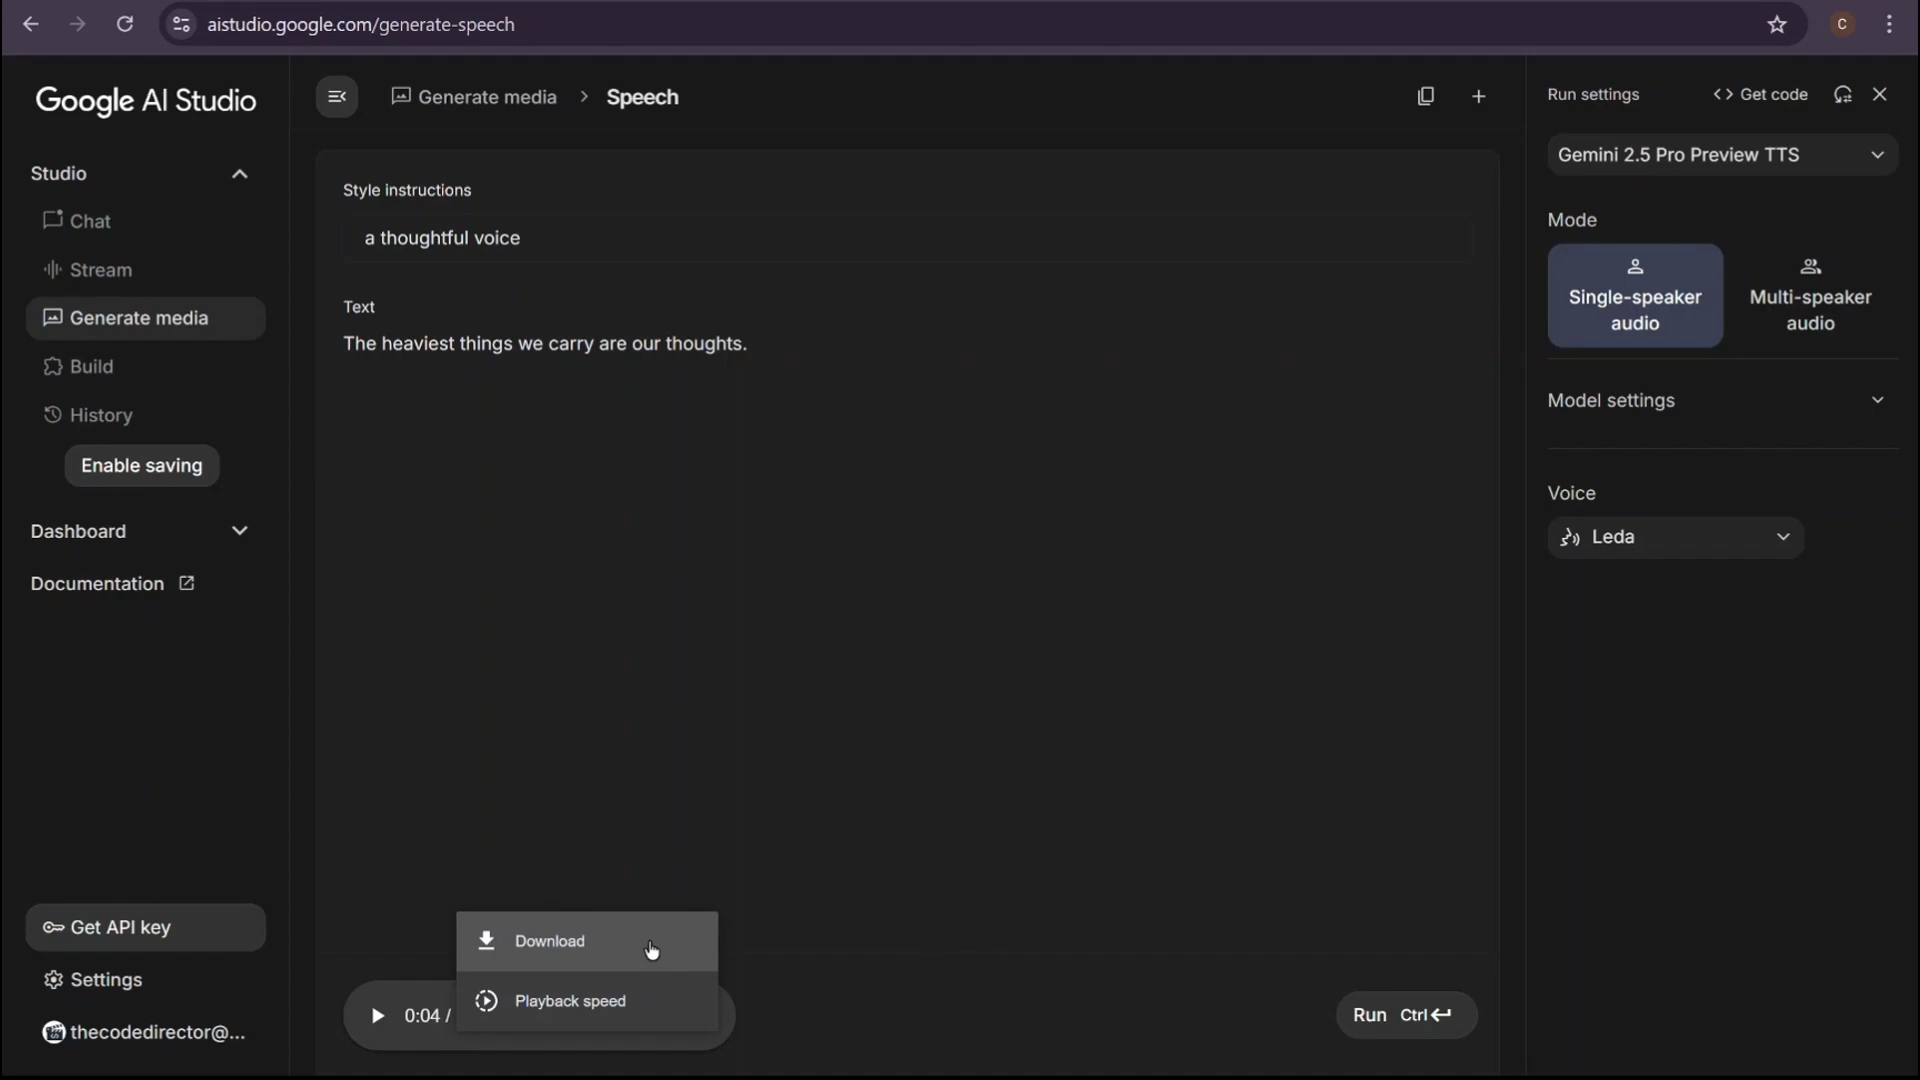 aistudio.google.com/generate-speech
C
Google AI Studio
Studio
Chat
Stream
Generate media
Build
History
Enable saving
Dashboard
Documentation
Get API key
Settings
thecodedirector@...
Generate media > Speech
Style instructions
a thoughtful voice
Text
The heaviest things we carry are our thoughts.
Download
Playback speed
0:04 /
Run Ctrl
Run settings
<> Get code
Gemini 2.5 Pro Preview TTS
Mode
Single-speaker
audio
Multi-speaker
audio
Model settings
Voice
Leda